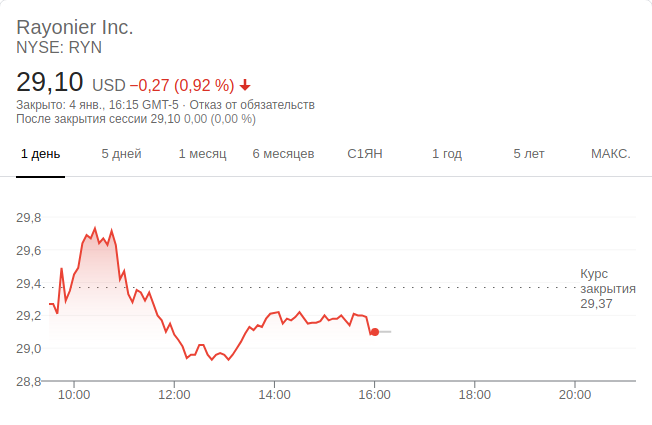 Rayonier Inc.
NYSE: RYN
29,10 USD −0,27 (0,92 %)
Закрыто: 4 янв., 16:15 GMT-5 · Отказ от обязательств
После закрытия сессии 29,10 0,00 (0,00 %)
1 день 5 дней 1 месяц 6 месяцев С1ЯН 1 год 5 лет МАКС.
29,8
29,6
29,4
29,2
29,0
28,8
Курс
закрытия
29,37
10:00 12:00 14:00 16:00 18:00 20:00